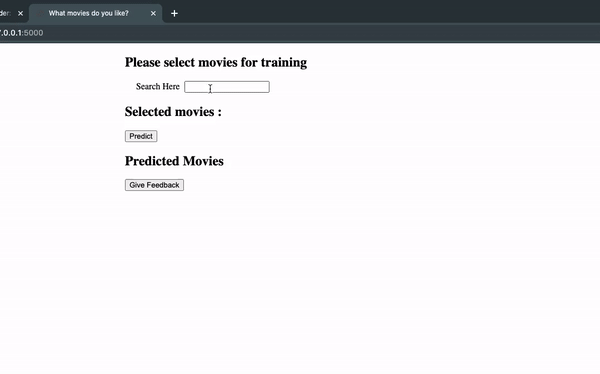 der: × What movies do you like? × +
.0.0.1:5000
Please select movies for training
Search Here
Selected movies :
Predict
Predicted Movies
Give Feedback